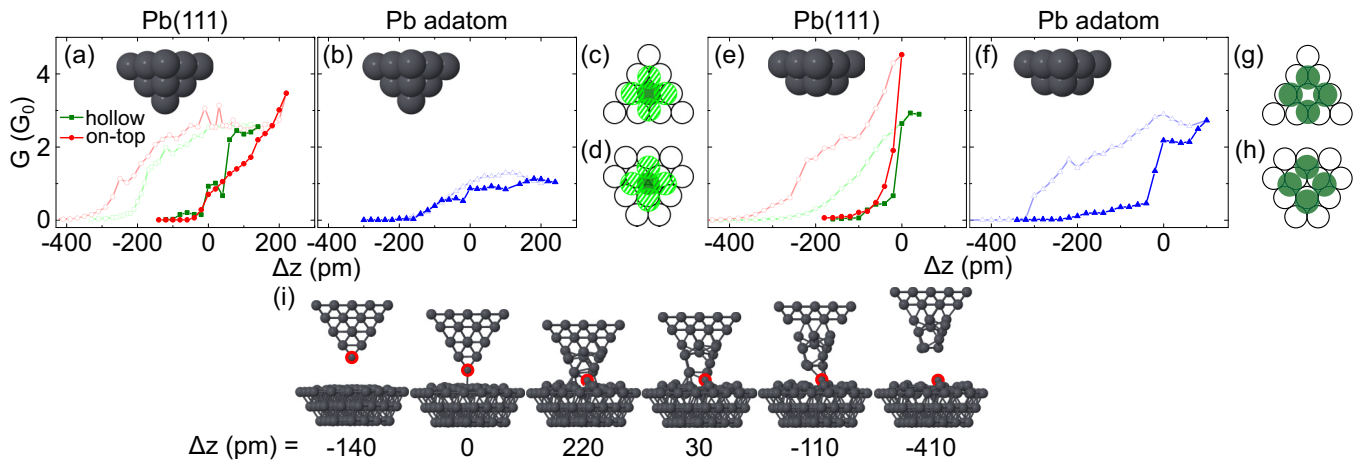 Pb(111) Pb adatom Pb(111) Pb adatom
(a) (b) (c) (e) (f) (g)
(d) (h)
G (G0)
4
2
0
hollow
on-top
-400 -200 0 200 -400 -200 0 200 -400 -200 0 -400 -200 0
Δz (pm) Δz (pm)
(i)
Δz (pm) = -140 0 220 30 -110 -410